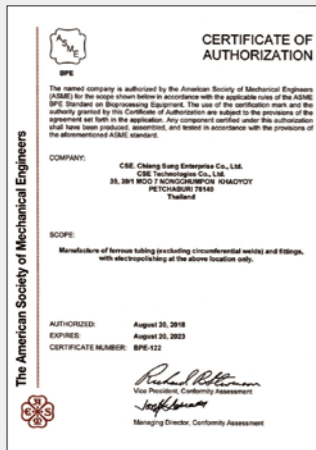 ASME
BPE
CERTIFICATE OF
AUTHORIZATION
The named company is authorized by the American Society of Mechanical Engineers
(ASME) for the scope shown below in accordance with the applicable rules of the ASME
BPE Standard on Bioprocessing Equipment. The use of the certification mark and the
authority granted by this Certificate of Authorization are subject to the provisions of the
agreement set forth in the application. Any component certified under this authorization
shall have been produced, assembled, and tested in accordance with the provisions of
the aforementioned ASME standard.
COMPANY:
CSE. Chiang Sung Enterprise Co., Ltd.
CSE Technologies Co., Ltd.
39, 39/1 MOO 7 NONGCHUMPON KHAOYOY
PETCHABURI 76140
Thailand
SCOPE:
Manufacture of ferrous tubing (excluding circumferential welds) and fittings,
with electropolishing at the above location only.
AUTHORIZED: August 20, 2018
EXPIRES: August 20, 2023
CERTIFICATE NUMBER: BPE-122
Vice President, Conformity Assessment
Managing Director, Conformity Assessment
The American Society of Mechanical Engineers